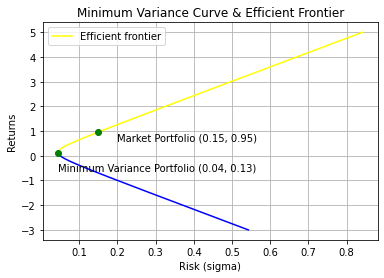 Minimum Variance Curve & Efficient Frontier
Efficient frontier
5
4
3
2
1
0
−1
−2
−3
Returns
Market Portfolio (0.15, 0.95)
Minimum Variance Portfolio (0.04, 0.13)
0.1 0.2 0.3 0.4 0.5 0.6 0.7 0.8
Risk (sigma)